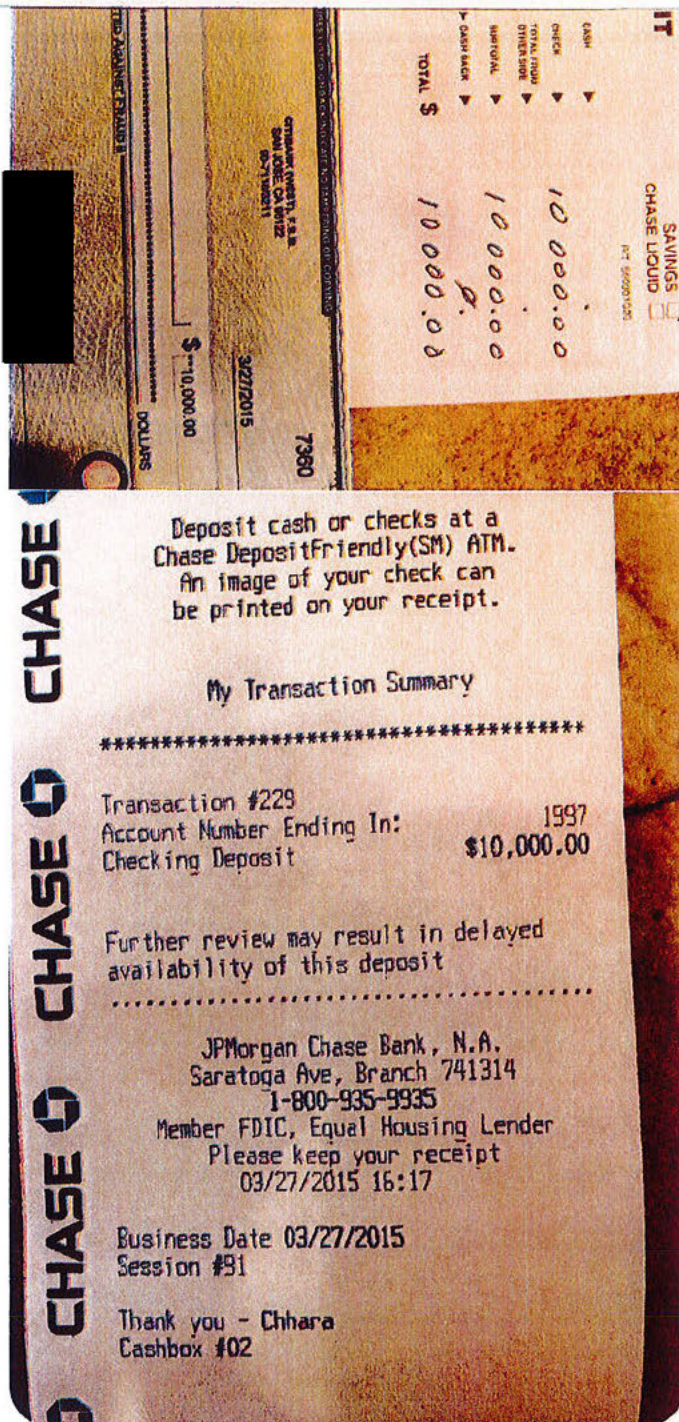 IT
SAVINGS
CHASE LIQUID
CASH ▶
CHECK ▶ 10 000.00
TOTAL FROM
OTHER SIDE ▶
SUBTOTAL ▶ 10 000.00
▶ CASH BACK ▶ 0.
TOTAL $ 10 000.00
7360
3/27/2015
CITIBANK (WEST), F.S.B.
SAN JOSE, CA
$**10,000.00
DOLLARS
CHASE
Deposit cash or checks at a
Chase DepositFriendly(SM) ATM.
An image of your check can
be printed on your receipt.
My Transaction Summary
****************************************
CHASE
Transaction #229
Account Number Ending In: 1997
Checking Deposit $10,000.00
Further review may result in delayed
availability of this deposit
........................................
CHASE
JPMorgan Chase Bank, N.A.
Saratoga Ave, Branch 741314
1-800-935-9935
Member FDIC, Equal Housing Lender
Please keep your receipt
03/27/2015 16:17
Business Date 03/27/2015
Session #91
Thank you - Chhara
Cashbox #02